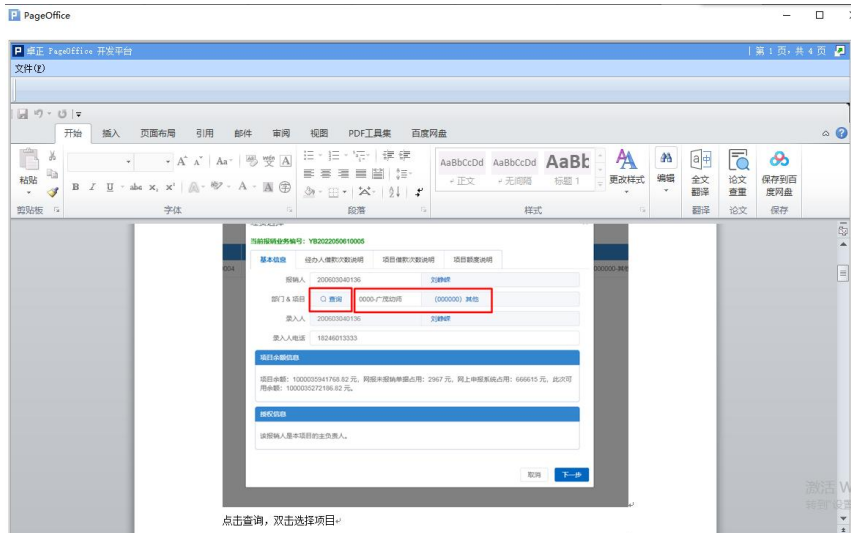 PageOffice
卓正 PageOffice 开发平台
第 1 页, 共 4 页
文件(F)
开始 插入 页面布局 引用 邮件 审阅 视图 PDF工具集 百度网盘
粘贴
B I U abc x₂ x² A A Aa
AaBbCcDd AaBbCcDd AaBb
正文 无间隔 标题 1
更改样式 编辑 全文翻译 论文查重 保存到百度网盘
剪贴板 字体 段落 样式 翻译 论文 保存
当前报销业务编号: YB2022050610005
基本信息 经办人借款欠数说明 项目借款欠数说明 项目额度说明
报销人 200603040136 刘静晖
部门 & 项目 查询 0000-广茂幼师 (000000) 其他
录入人 200603040136
录入人电话 18246013333
项目余额信息
项目余额: 1000035941768.82 元, 网报未报销单据占用: 2967 元, 网上申报系统占用: 666615 元, 此次可
用余额: 1000035272186.82 元。
授权信息
该报销人是本项目的主负责人。
取消 下一步
点击查询, 双击选择项目